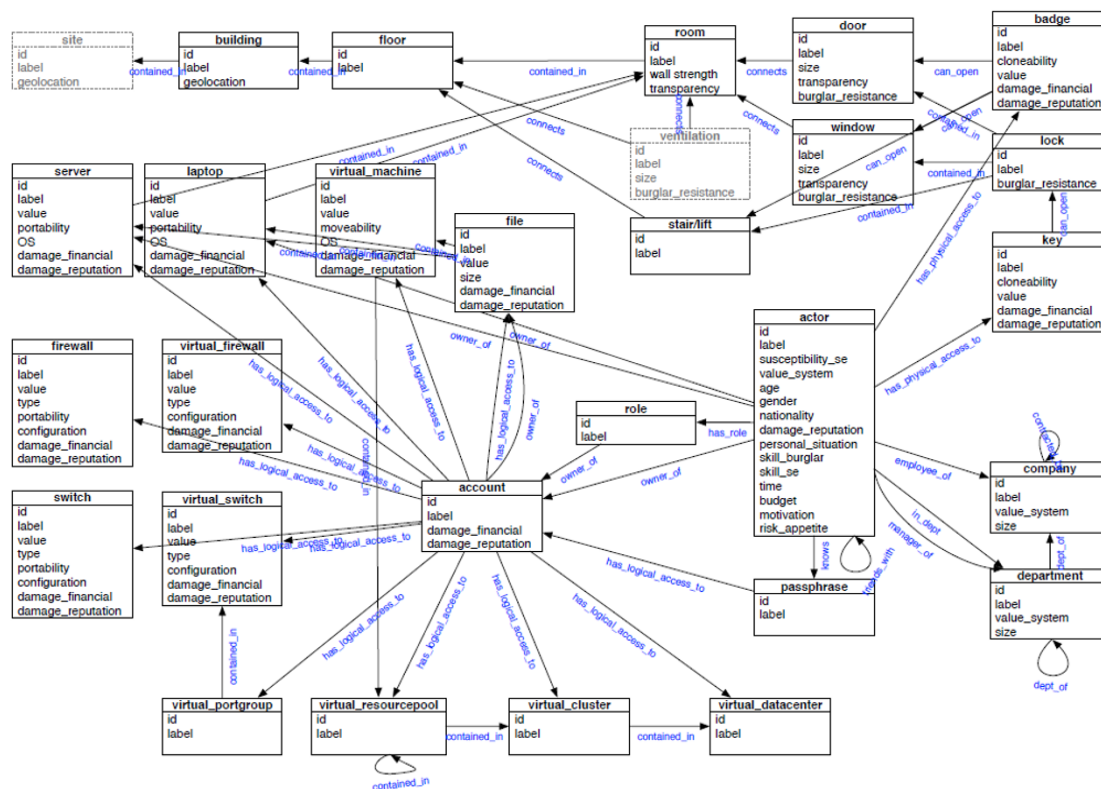 site
id
label
geolocation
contained_in
building
id
label
geolocation
contained_in
floor
id
label
contained_in
room
id
label
wall strength
transparency
connects
door
id
label
size
transparency
burglar_resistance
can_open
badge
id
label
cloneability
value
damage_financial
damage_reputation
connects
ventilation
id
label
size
burglar_resistance
connects
connects
window
id
label
size
transparency
burglar_resistance
can_open
contained_in
contained_in
lock
id
label
burglar_resistance
can_open
contained_in
connects
stair/lift
id
label
can_open
key
id
label
cloneability
value
damage_financial
damage_reputation
has_physical_access_to
has_physical_access_to
server
id
label
value
portability
OS
damage_financial
damage_reputation
contained_in
laptop
id
label
value
portability
OS
damage_financial
damage_reputation
contained_in
virtual_machine
id
label
value
moveability
OS
damage_financial
damage_reputation
contained_in
contained_in
contained_in
file
id
label
value
size
damage_financial
damage_reputation
owner_of
owner_of
actor
id
label
susceptibility_se
value_system
age
gender
nationality
damage_reputation
personal_situation
skill_burglar
skill_se
time
budget
motivation
risk_appetite
firewall
id
label
value
type
portability
configuration
damage_financial
damage_reputation
has_logical_access_to
virtual_firewall
id
label
value
type
configuration
damage_financial
damage_reputation
has_logical_access_to
has_logical_access_to
has_logical_access_to
owner_of
role
id
label
has_role
owner_of
owner_of
has_logical_access_to
has_logical_access_to
contained_in
account
id
label
damage_financial
damage_reputation
employee_of
company
id
label
value_system
size
in_dept
manager_of
dept_of
switch
id
label
value
type
portability
configuration
damage_financial
damage_reputation
has_logical_access_to
virtual_switch
id
label
value
type
configuration
damage_financial
damage_reputation
has_logical_access_to
has_logical_access_to
knows
friends_with
passphrase
id
label
department
id
label
value_system
size
dept_of
has_logical_access_to
has_logical_access_to
has_logical_access_to
has_logical_access_to
contained_in
virtual_portgroup
id
label
virtual_resourcepool
id
label
contained_in
contained_in
virtual_cluster
id
label
contained_in
virtual_datacenter
id
label